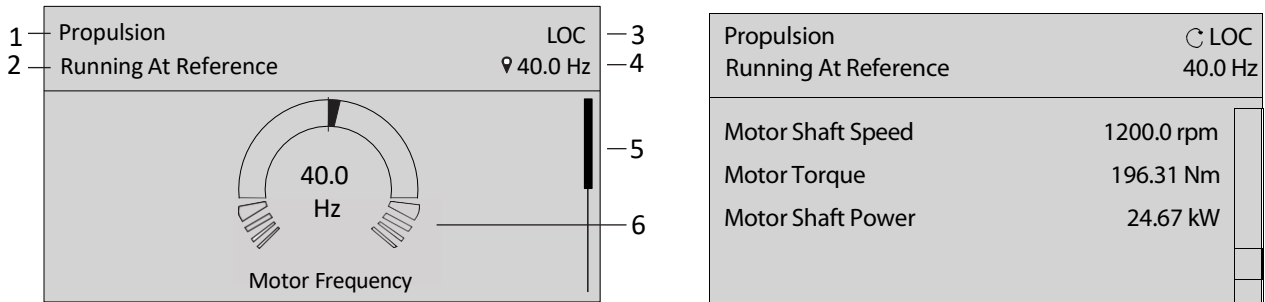 1 Propulsion LOC 3
2 Running At Reference 40.0 Hz 4
5
40.0
Hz
6
Motor Frequency
Propulsion LOC
Running At Reference 40.0 Hz
Motor Shaft Speed 1200.0 rpm
Motor Torque 196.31 Nm
Motor Shaft Power 24.67 kW